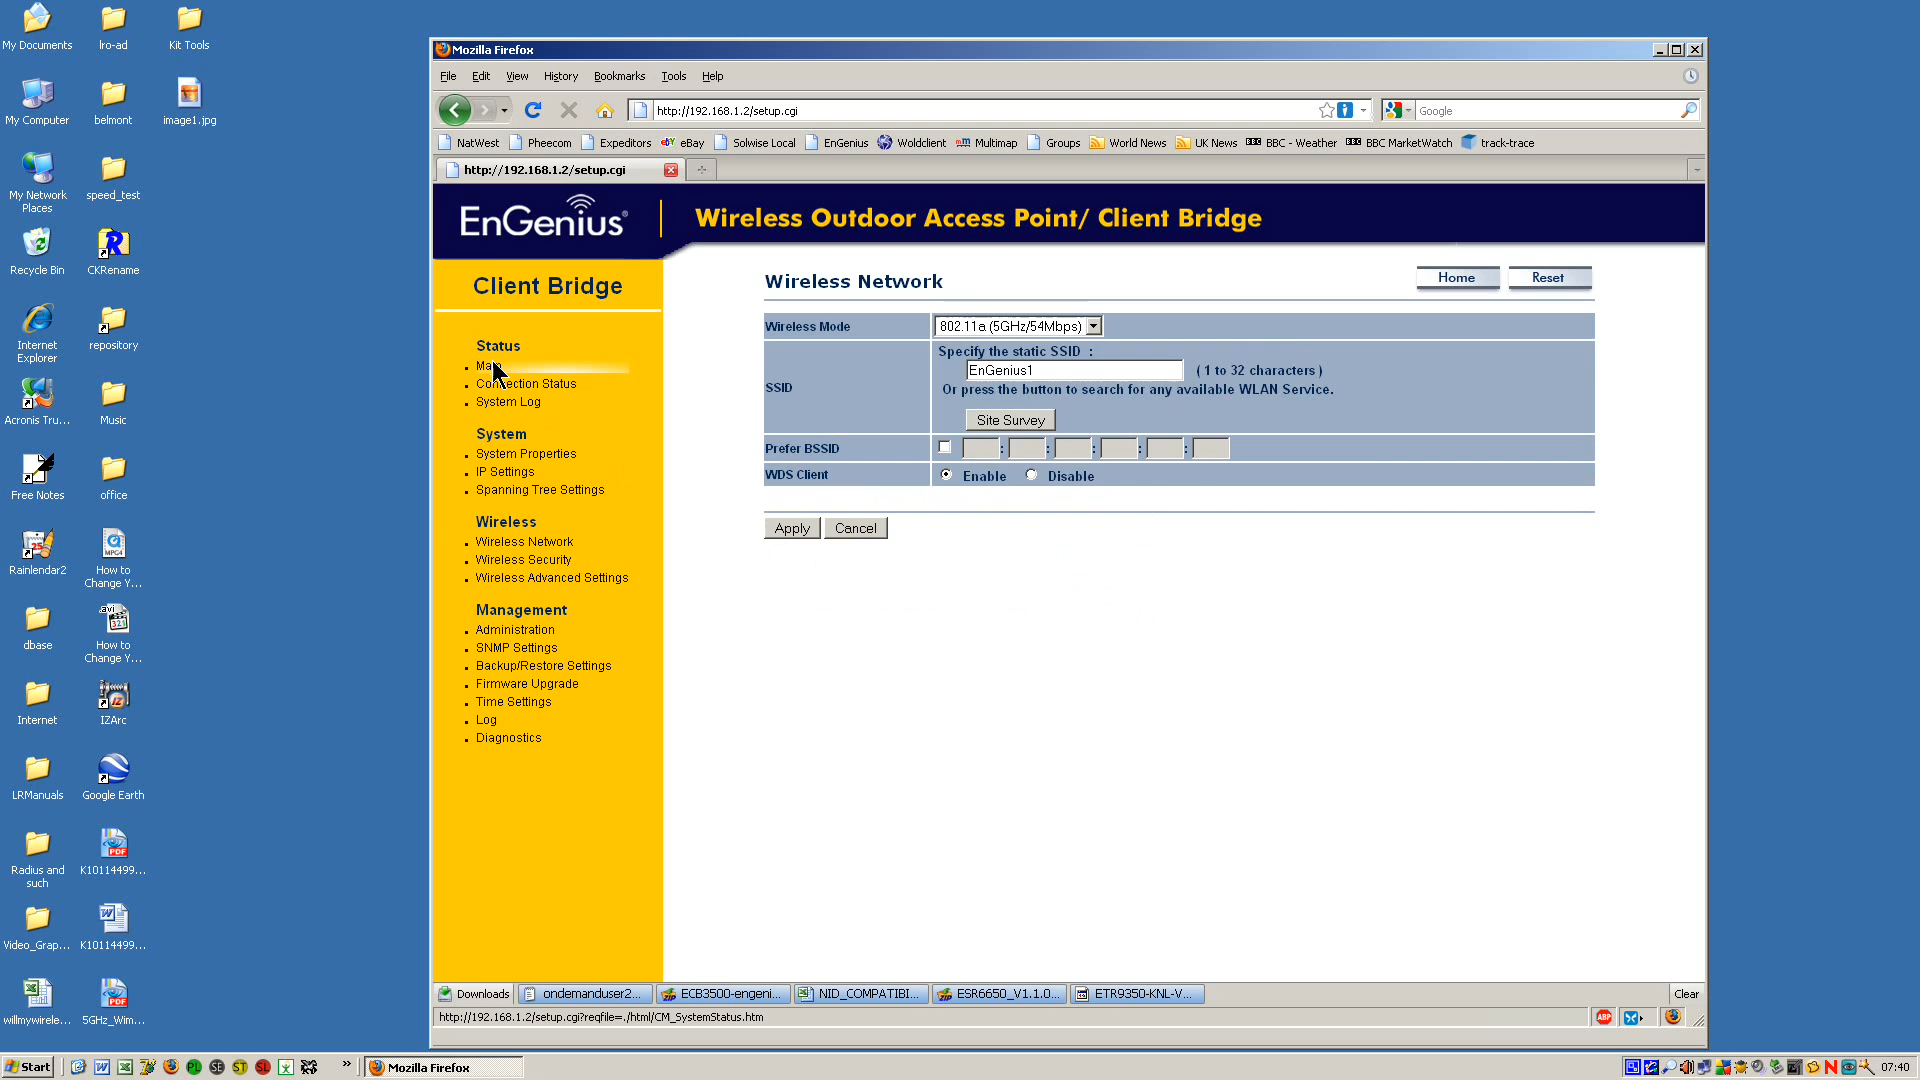 My Documents
lro-ad
Kit Tools
My Computer
belmont
image1.jpg
My Network
Places
speed_test
Recycle Bin
CKRename
Internet
Explorer
repository
Acronis Tru...
Music
Free Notes
office
Rainlendar2
How to
Change Y...
dbase
How to
Change Y...
Internet
IZArc
LRManuals
Google Earth
Radius and
such
K10114499...
Video_Grap...
K10114499...
willmywirele...
5GHz_Wim...
Mozilla Firefox
File Edit View History Bookmarks Tools Help
http://192.168.1.2/setup.cgi
Google
NatWest Pheecom Expeditors eBay Solwise Local EnGenius Woldclient Multimap Groups World News UK News BBC - Weather BBC MarketWatch track-trace
http://192.168.1.2/setup.cgi
EnGenius®
Wireless Outdoor Access Point/ Client Bridge
Client Bridge
Status
Main
Connection Status
System Log
System
System Properties
IP Settings
Spanning Tree Settings
Wireless
Wireless Network
Wireless Security
Wireless Advanced Settings
Management
Administration
SNMP Settings
Backup/Restore Settings
Firmware Upgrade
Time Settings
Log
Diagnostics
Wireless Network
Home Reset
Wireless Mode 802.11a (5GHz/54Mbps)
SSID
Specify the static SSID :
EnGenius1 ( 1 to 32 characters )
Or press the button to search for any available WLAN Service.
Site Survey
Prefer BSSID : : : : :
WDS Client Enable Disable
Apply Cancel
Downloads ondemanduser2... ECB3500-engeni... NID_COMPATIBI... ESR6650_V1.1.0... ETR9350-KNL-V... Clear
http://192.168.1.2/setup.cgi?reqfile=./html/CM_SystemStatus.htm
ABP
Start
PL SE ST SL
Mozilla Firefox
07:40